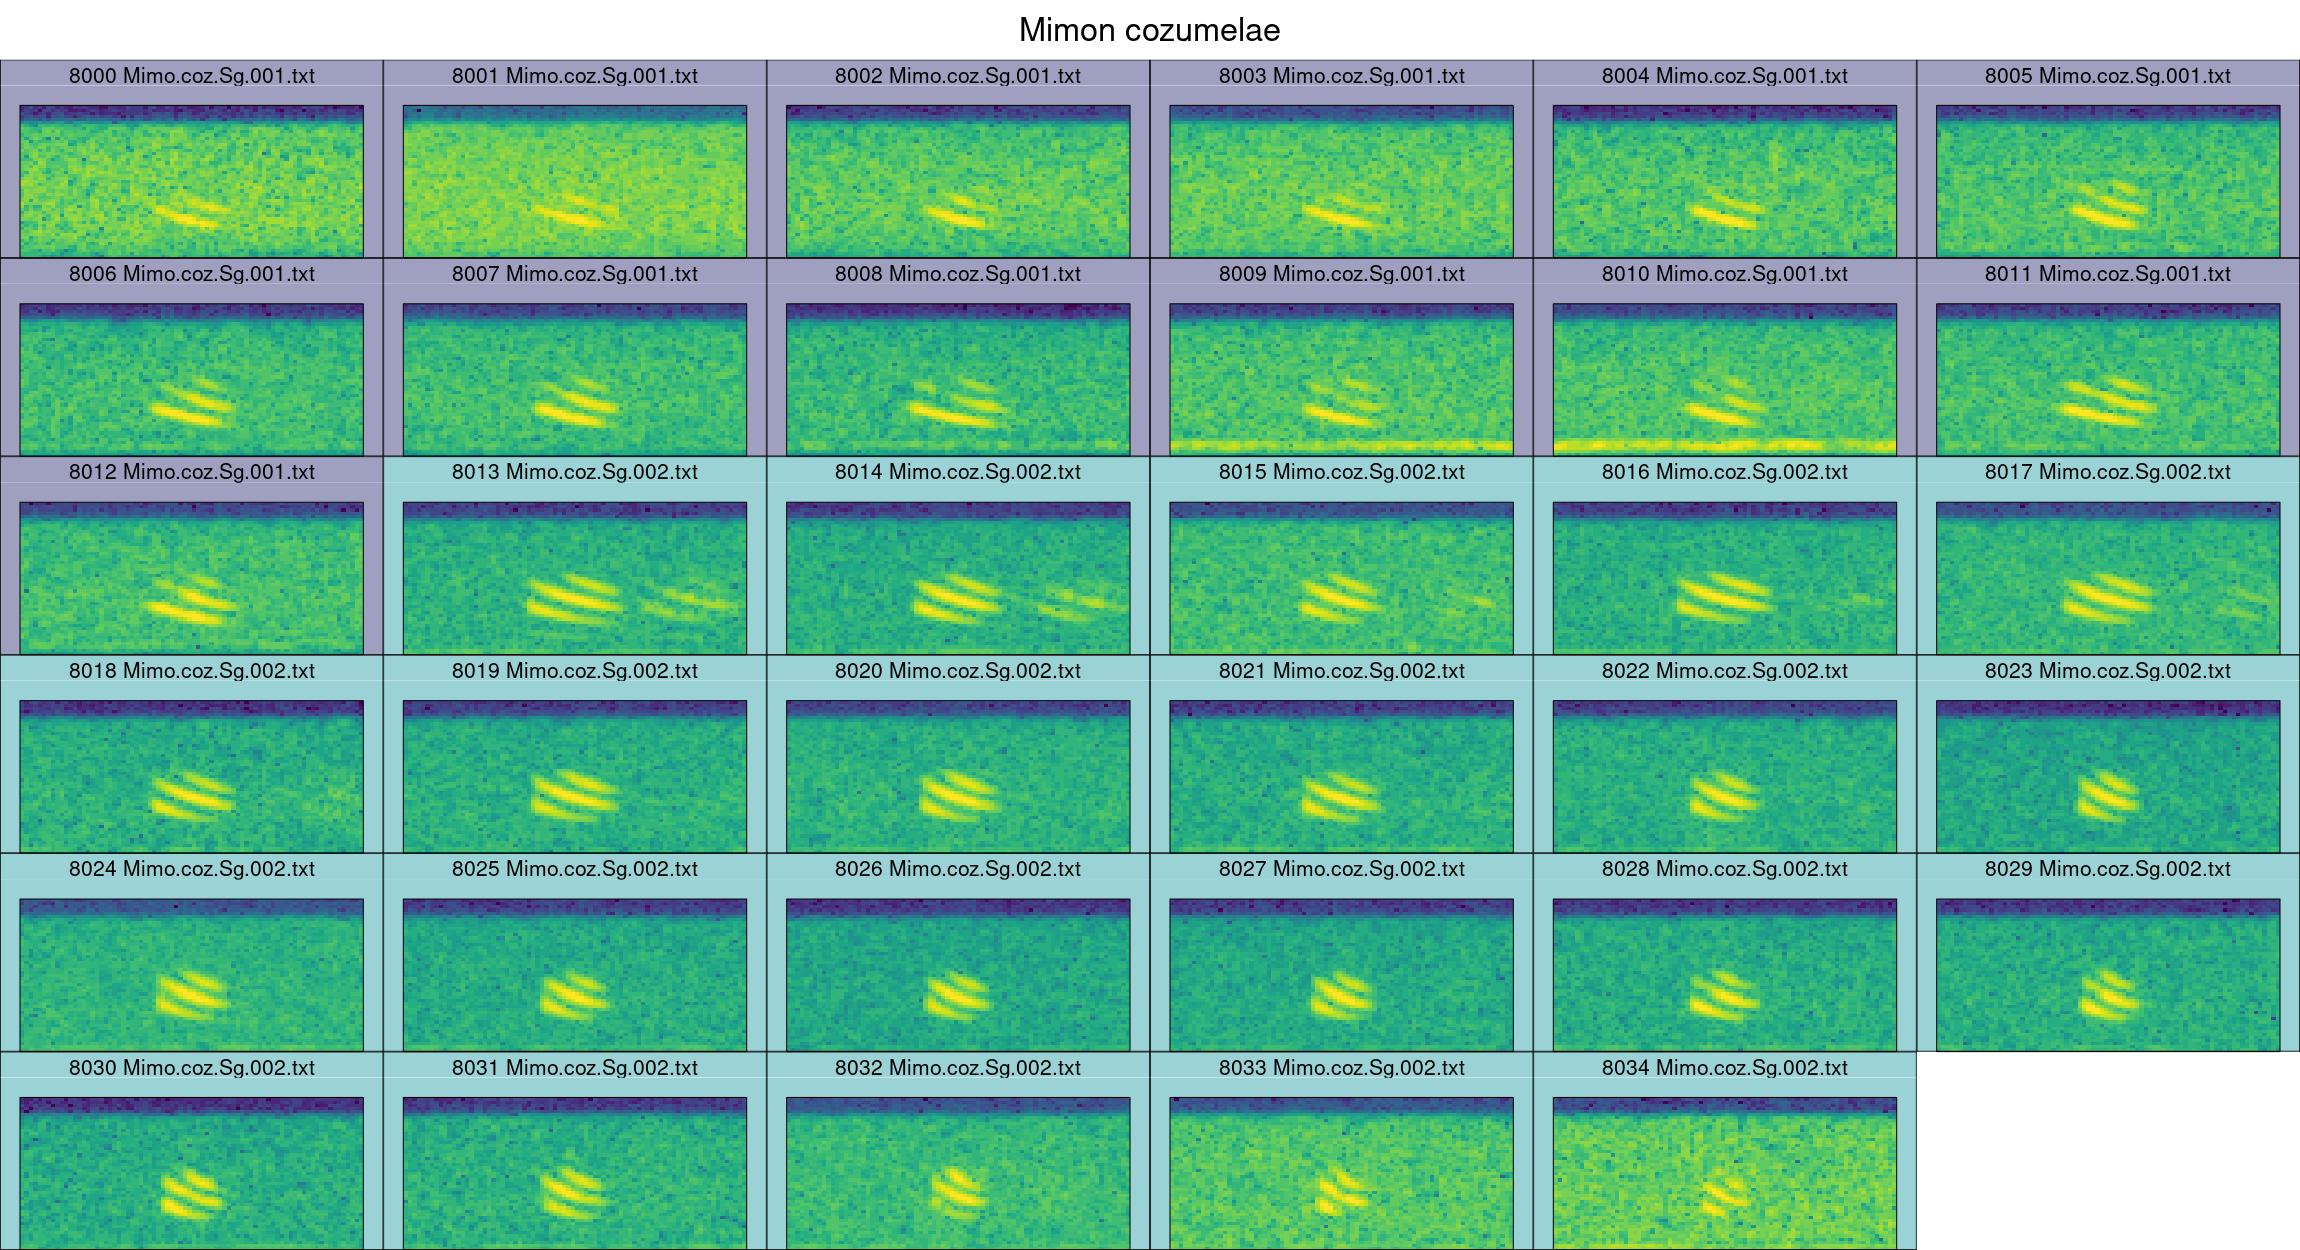 Mimon cozumelae
8000 Mimo.coz.Sg.001.txt
8001 Mimo.coz.Sg.001.txt
8002 Mimo.coz.Sg.001.txt
8003 Mimo.coz.Sg.001.txt
8004 Mimo.coz.Sg.001.txt
8005 Mimo.coz.Sg.001.txt
8006 Mimo.coz.Sg.001.txt
8007 Mimo.coz.Sg.001.txt
8008 Mimo.coz.Sg.001.txt
8009 Mimo.coz.Sg.001.txt
8010 Mimo.coz.Sg.001.txt
8011 Mimo.coz.Sg.001.txt
8012 Mimo.coz.Sg.001.txt
8013 Mimo.coz.Sg.002.txt
8014 Mimo.coz.Sg.002.txt
8015 Mimo.coz.Sg.002.txt
8016 Mimo.coz.Sg.002.txt
8017 Mimo.coz.Sg.002.txt
8018 Mimo.coz.Sg.002.txt
8019 Mimo.coz.Sg.002.txt
8020 Mimo.coz.Sg.002.txt
8021 Mimo.coz.Sg.002.txt
8022 Mimo.coz.Sg.002.txt
8023 Mimo.coz.Sg.002.txt
8024 Mimo.coz.Sg.002.txt
8025 Mimo.coz.Sg.002.txt
8026 Mimo.coz.Sg.002.txt
8027 Mimo.coz.Sg.002.txt
8028 Mimo.coz.Sg.002.txt
8029 Mimo.coz.Sg.002.txt
8030 Mimo.coz.Sg.002.txt
8031 Mimo.coz.Sg.002.txt
8032 Mimo.coz.Sg.002.txt
8033 Mimo.coz.Sg.002.txt
8034 Mimo.coz.Sg.002.txt